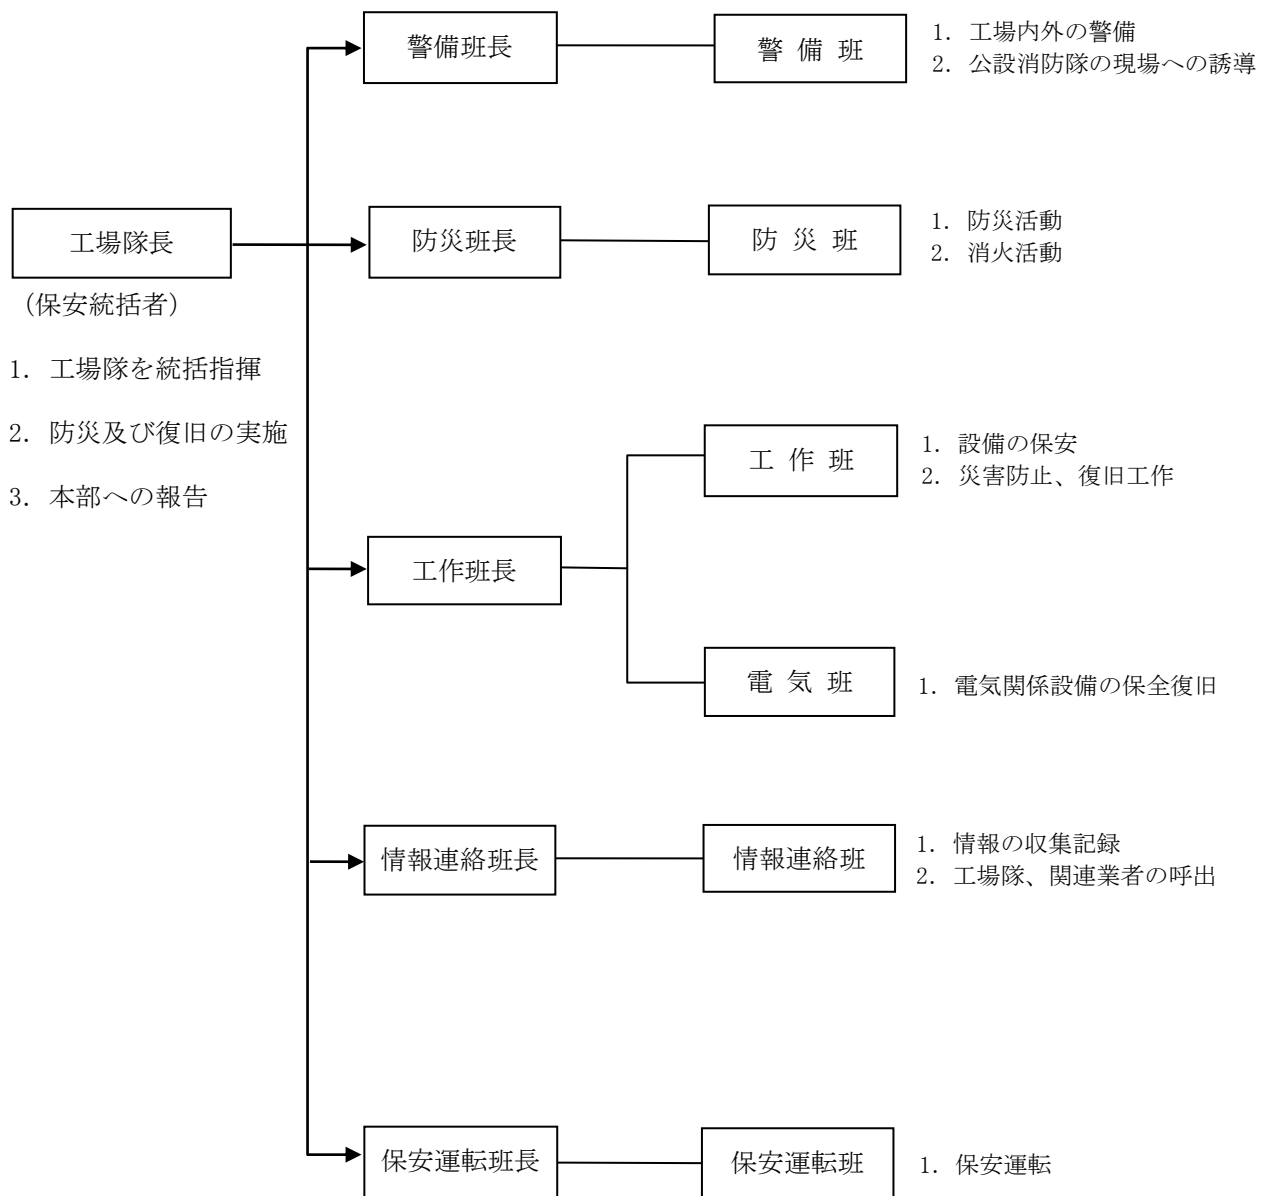 警備班長
警 備 班
1. 工場内外の警備
2. 公設消防隊の現場への誘導
工場隊長
(保安統括者)
1. 工場隊を統括指揮
2. 防災及び復旧の実施
3. 本部への報告
防災班長
防 災 班
1. 防災活動
2. 消火活動
工作班長
工 作 班
1. 設備の保安
2. 災害防止、復旧工作
電 気 班
1. 電気関係設備の保全復旧
情報連絡班長
情報連絡班
1. 情報の収集記録
2. 工場隊、関連業者の呼出
保安運転班長
保安運転班
1. 保安運転